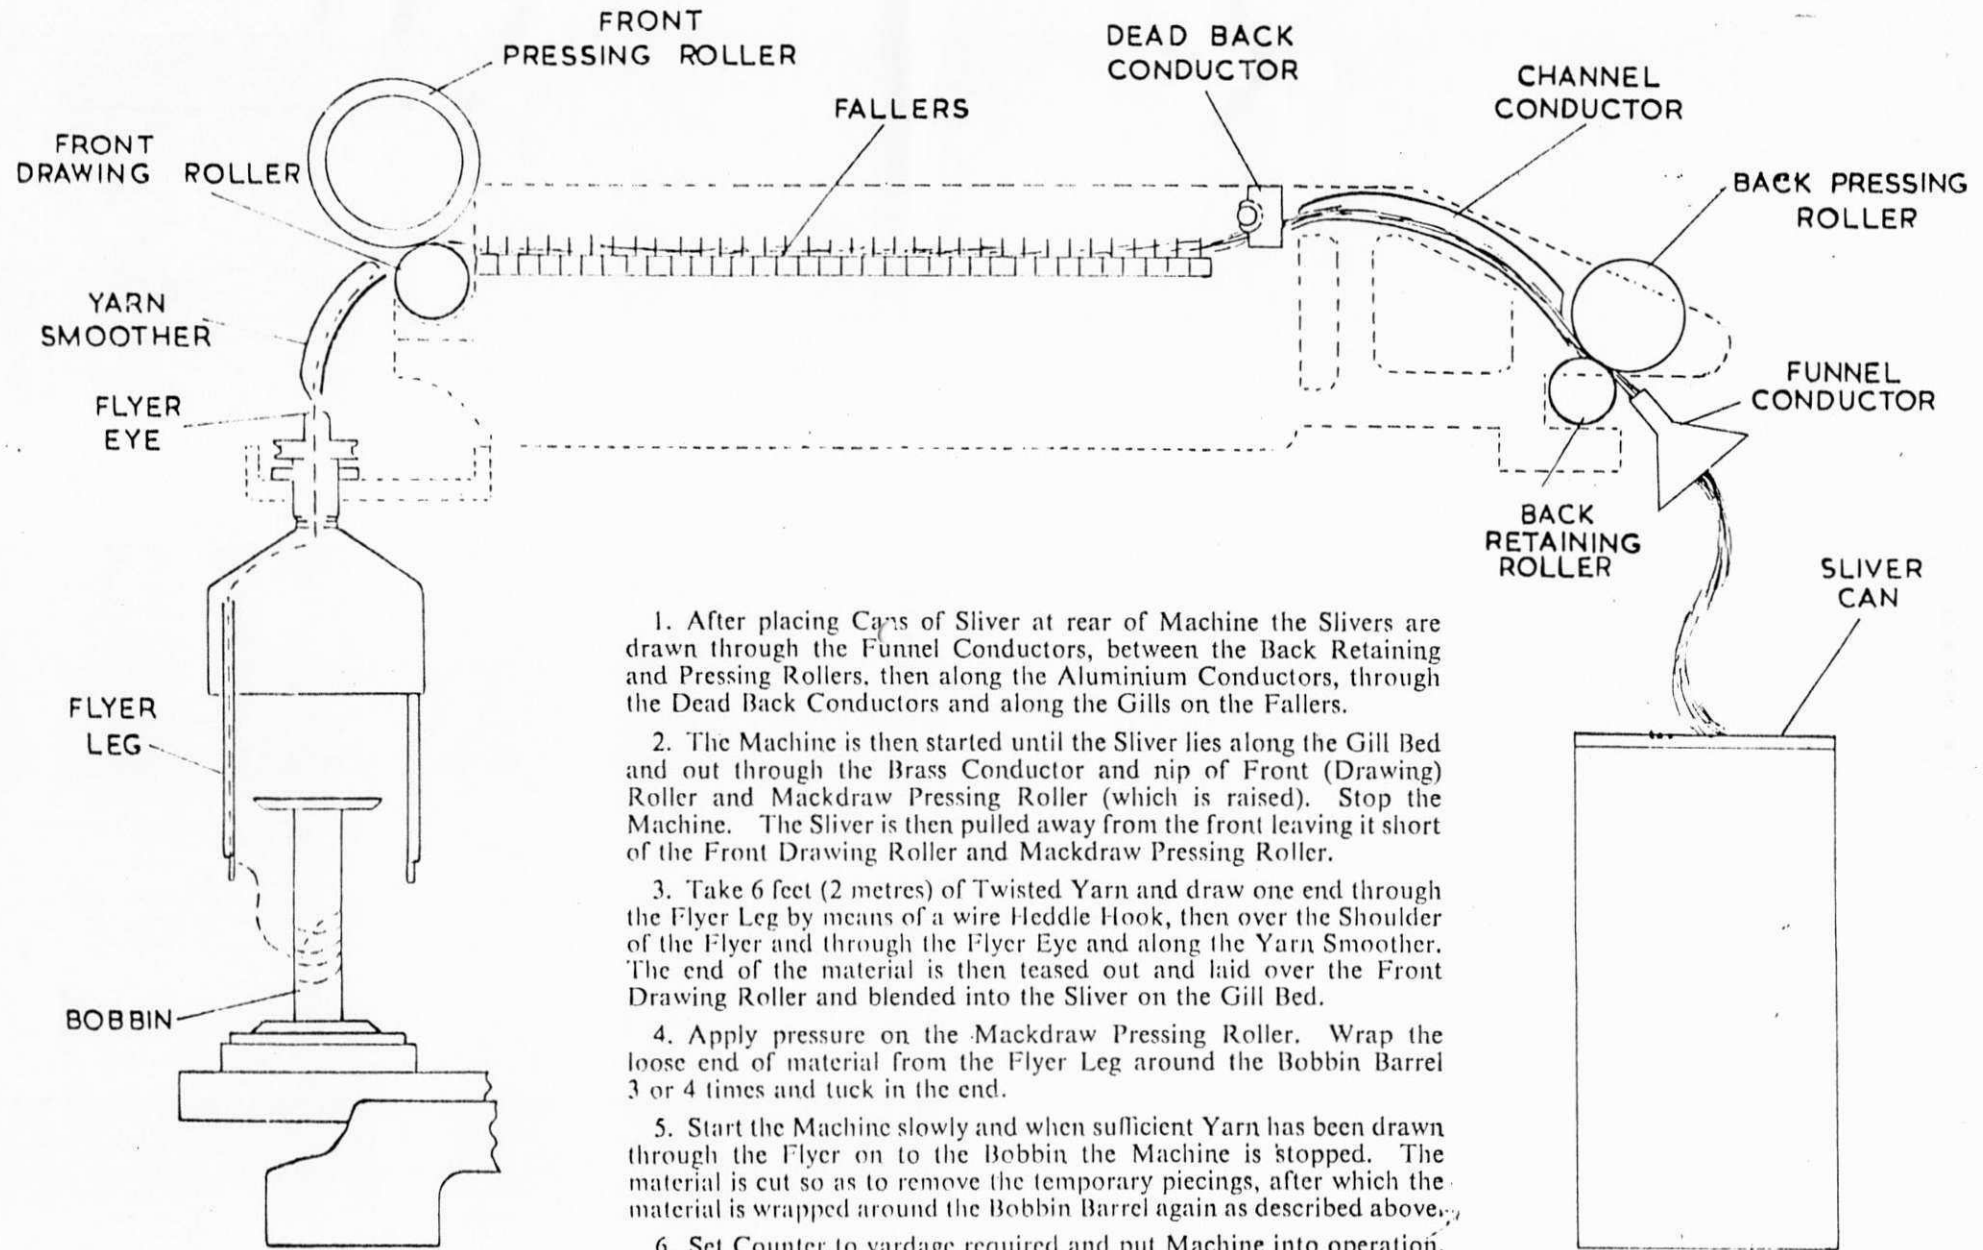 FRONT
PRESSING ROLLER
DEAD BACK
CONDUCTOR
CHANNEL
CONDUCTOR
FALLERS
FRONT
DRAWING ROLLER
BACK PRESSING
ROLLER
YARN
SMOOTHER
FUNNEL
CONDUCTOR
FLYER
EYE
BACK
RETAINING
ROLLER
SLIVER
CAN
FLYER
LEG
BOBBIN
1. After placing Cans of Sliver at rear of Machine the Slivers are
drawn through the Funnel Conductors, between the Back Retaining
and Pressing Rollers, then along the Aluminium Conductors, through
the Dead Back Conductors and along the Gills on the Fallers.
2. The Machine is then started until the Sliver lies along the Gill Bed
and out through the Brass Conductor and nip of Front (Drawing)
Roller and Mackdraw Pressing Roller (which is raised). Stop the
Machine. The Sliver is then pulled away from the front leaving it short
of the Front Drawing Roller and Mackdraw Pressing Roller.
3. Take 6 feet (2 metres) of Twisted Yarn and draw one end through
the Flyer Leg by means of a wire Heddle Hook, then over the Shoulder
of the Flyer and through the Flyer Eye and along the Yarn Smoother.
The end of the material is then teased out and laid over the Front
Drawing Roller and blended into the Sliver on the Gill Bed.
4. Apply pressure on the Mackdraw Pressing Roller. Wrap the
loose end of material from the Flyer Leg around the Bobbin Barrel
3 or 4 times and tuck in the end.
5. Start the Machine slowly and when sufficient Yarn has been drawn
through the Flyer on to the Bobbin the Machine is stopped. The
material is cut so as to remove the temporary piecings, after which the
material is wrapped around the Bobbin Barrel again as described above.
6. Set Counter to yardage required and put Machine into operation.